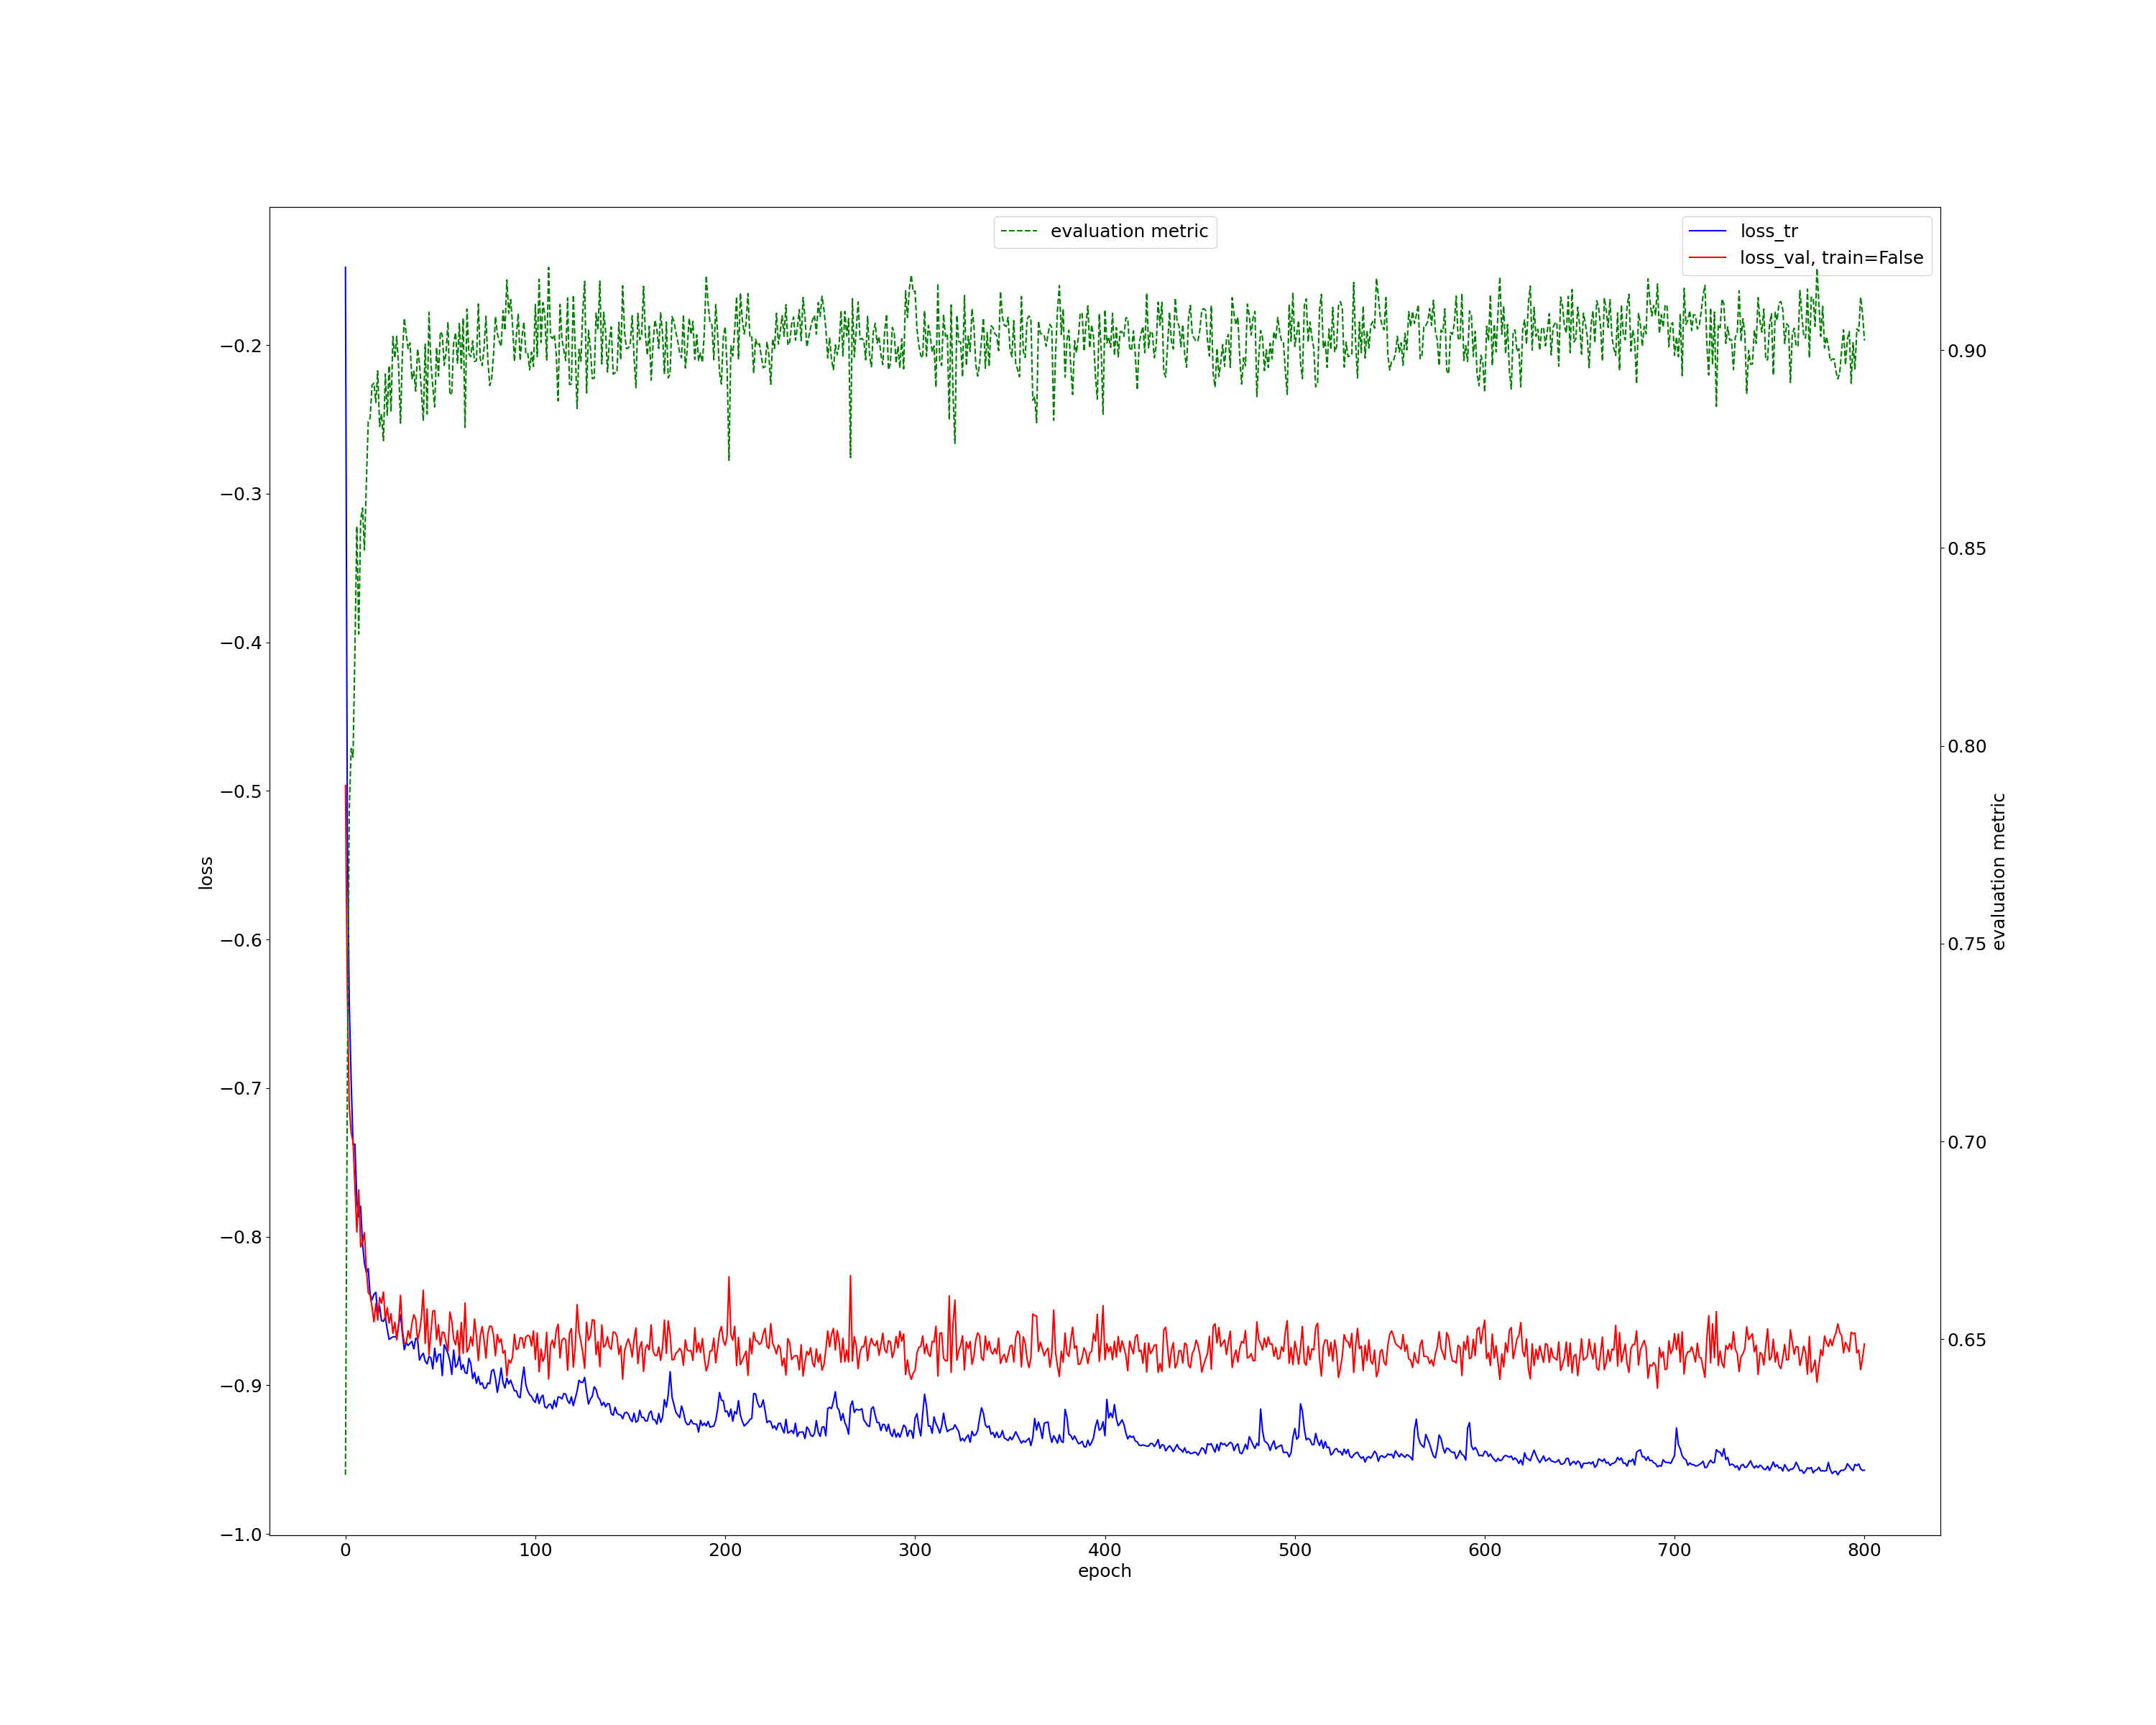 evaluation metric
loss_tr
loss_val, train=False
−0.2
−0.3
−0.4
−0.5
−0.6
−0.7
−0.8
−0.9
−1.0
loss
0.90
0.85
0.80
0.75
0.70
0.65
evaluation metric
0 100 200 300 400 500 600 700 800
epoch